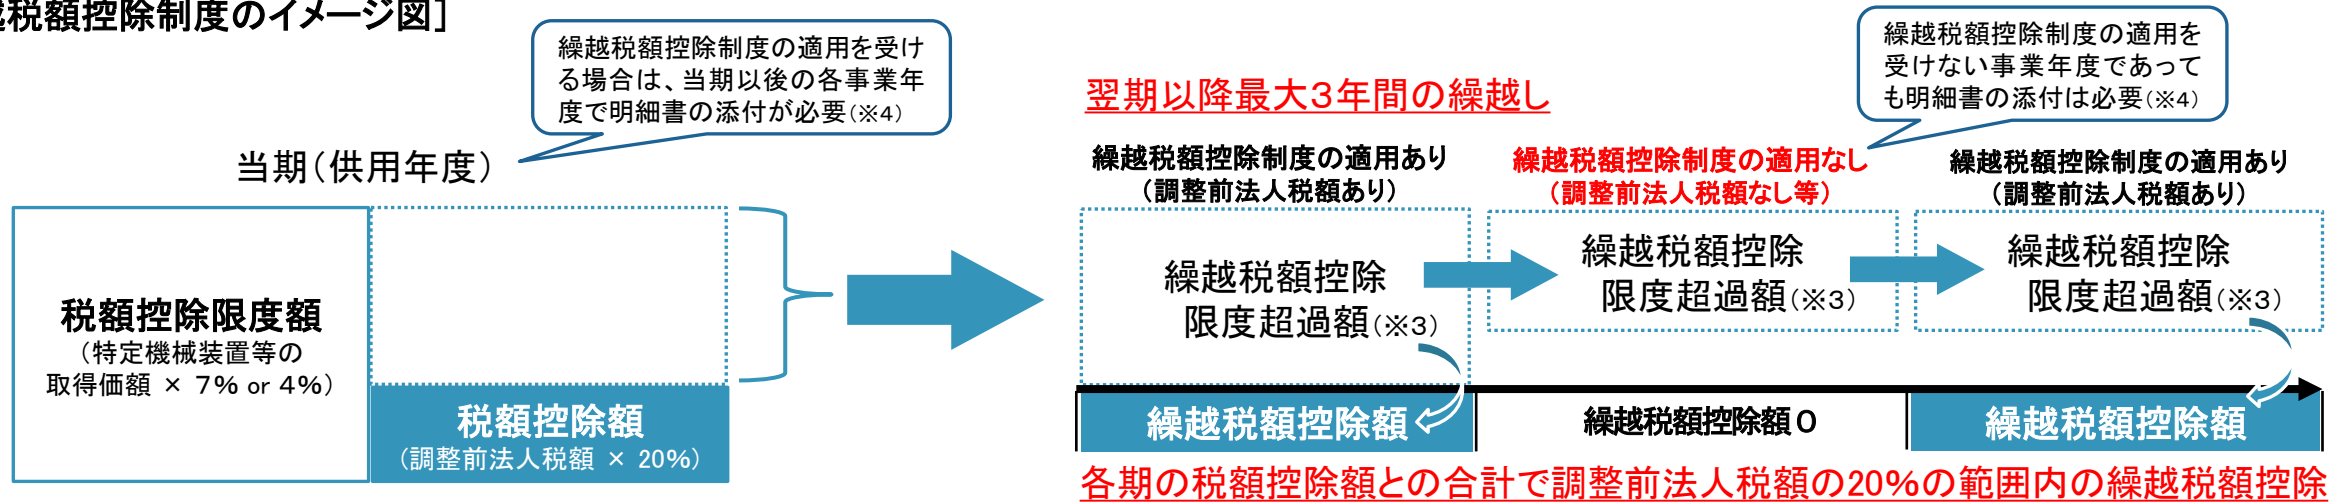 越税額控除制度のイメージ図］
繰越税額控除制度の適用を受け
る場合は、当期以後の各事業年
度で明細書の添付が必要（※4）
当期（供用年度）
税額控除限度額
（特定機械装置等の
取得価額 × 7% or 4%）
税額控除額
（調整前法人税額 × 20%）
翌期以降最大3年間の繰越し
繰越税額控除制度の適用を
受けない事業年度であって
も明細書の添付は必要（※4）
繰越税額控除制度の適用あり
（調整前法人税額あり）
繰越税額控除
限度超過額（※3）
繰越税額控除額
繰越税額控除制度の適用なし
（調整前法人税額なし等）
繰越税額控除
限度超過額（※3）
繰越税額控除額０
繰越税額控除制度の適用あり
（調整前法人税額あり）
繰越税額控除
限度超過額（※3）
繰越税額控除額
各期の税額控除額との合計で調整前法人税額の20%の範囲内の繰越税額控除